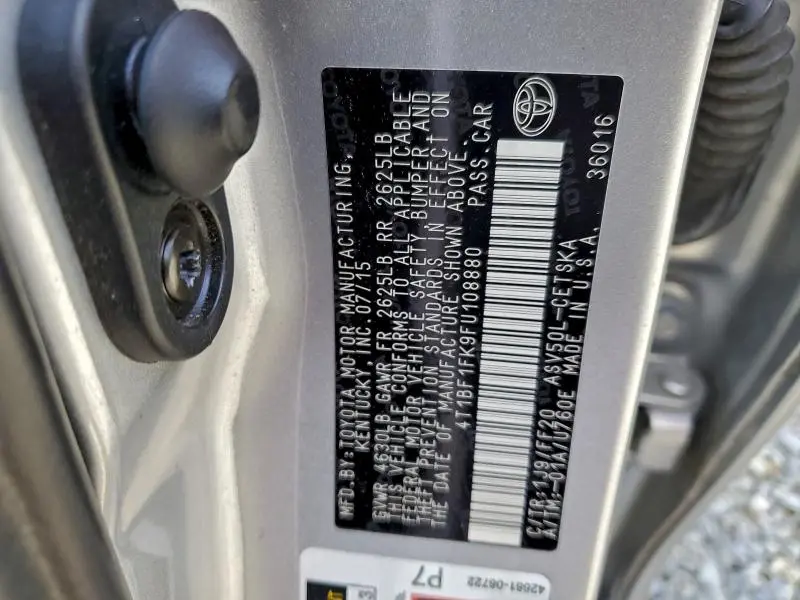 MFD.BY:TOYOTA MOTOR MANUFACTURING,
KENTUCKY, INC. 07/15
GVWR 4630LB GAWR FR 2625LB RR 2625LB
THIS VEHICLE CONFORMS TO ALL APPLICABLE
FEDERAL MOTOR VEHICLE SAFETY, BUMPER AND
THEFT PREVENTION STANDARDS IN EFFECT ON
THE DATE OF MANUFACTURE SHOWN ABOVE.
4T1BF1FK9FU108880 PASS.CAR
C/TR:1J9/FF20 ASV50L-CETSKA
A/TM:-01A/U760E MADE IN U.S.A.
36016
P7
42661-06722